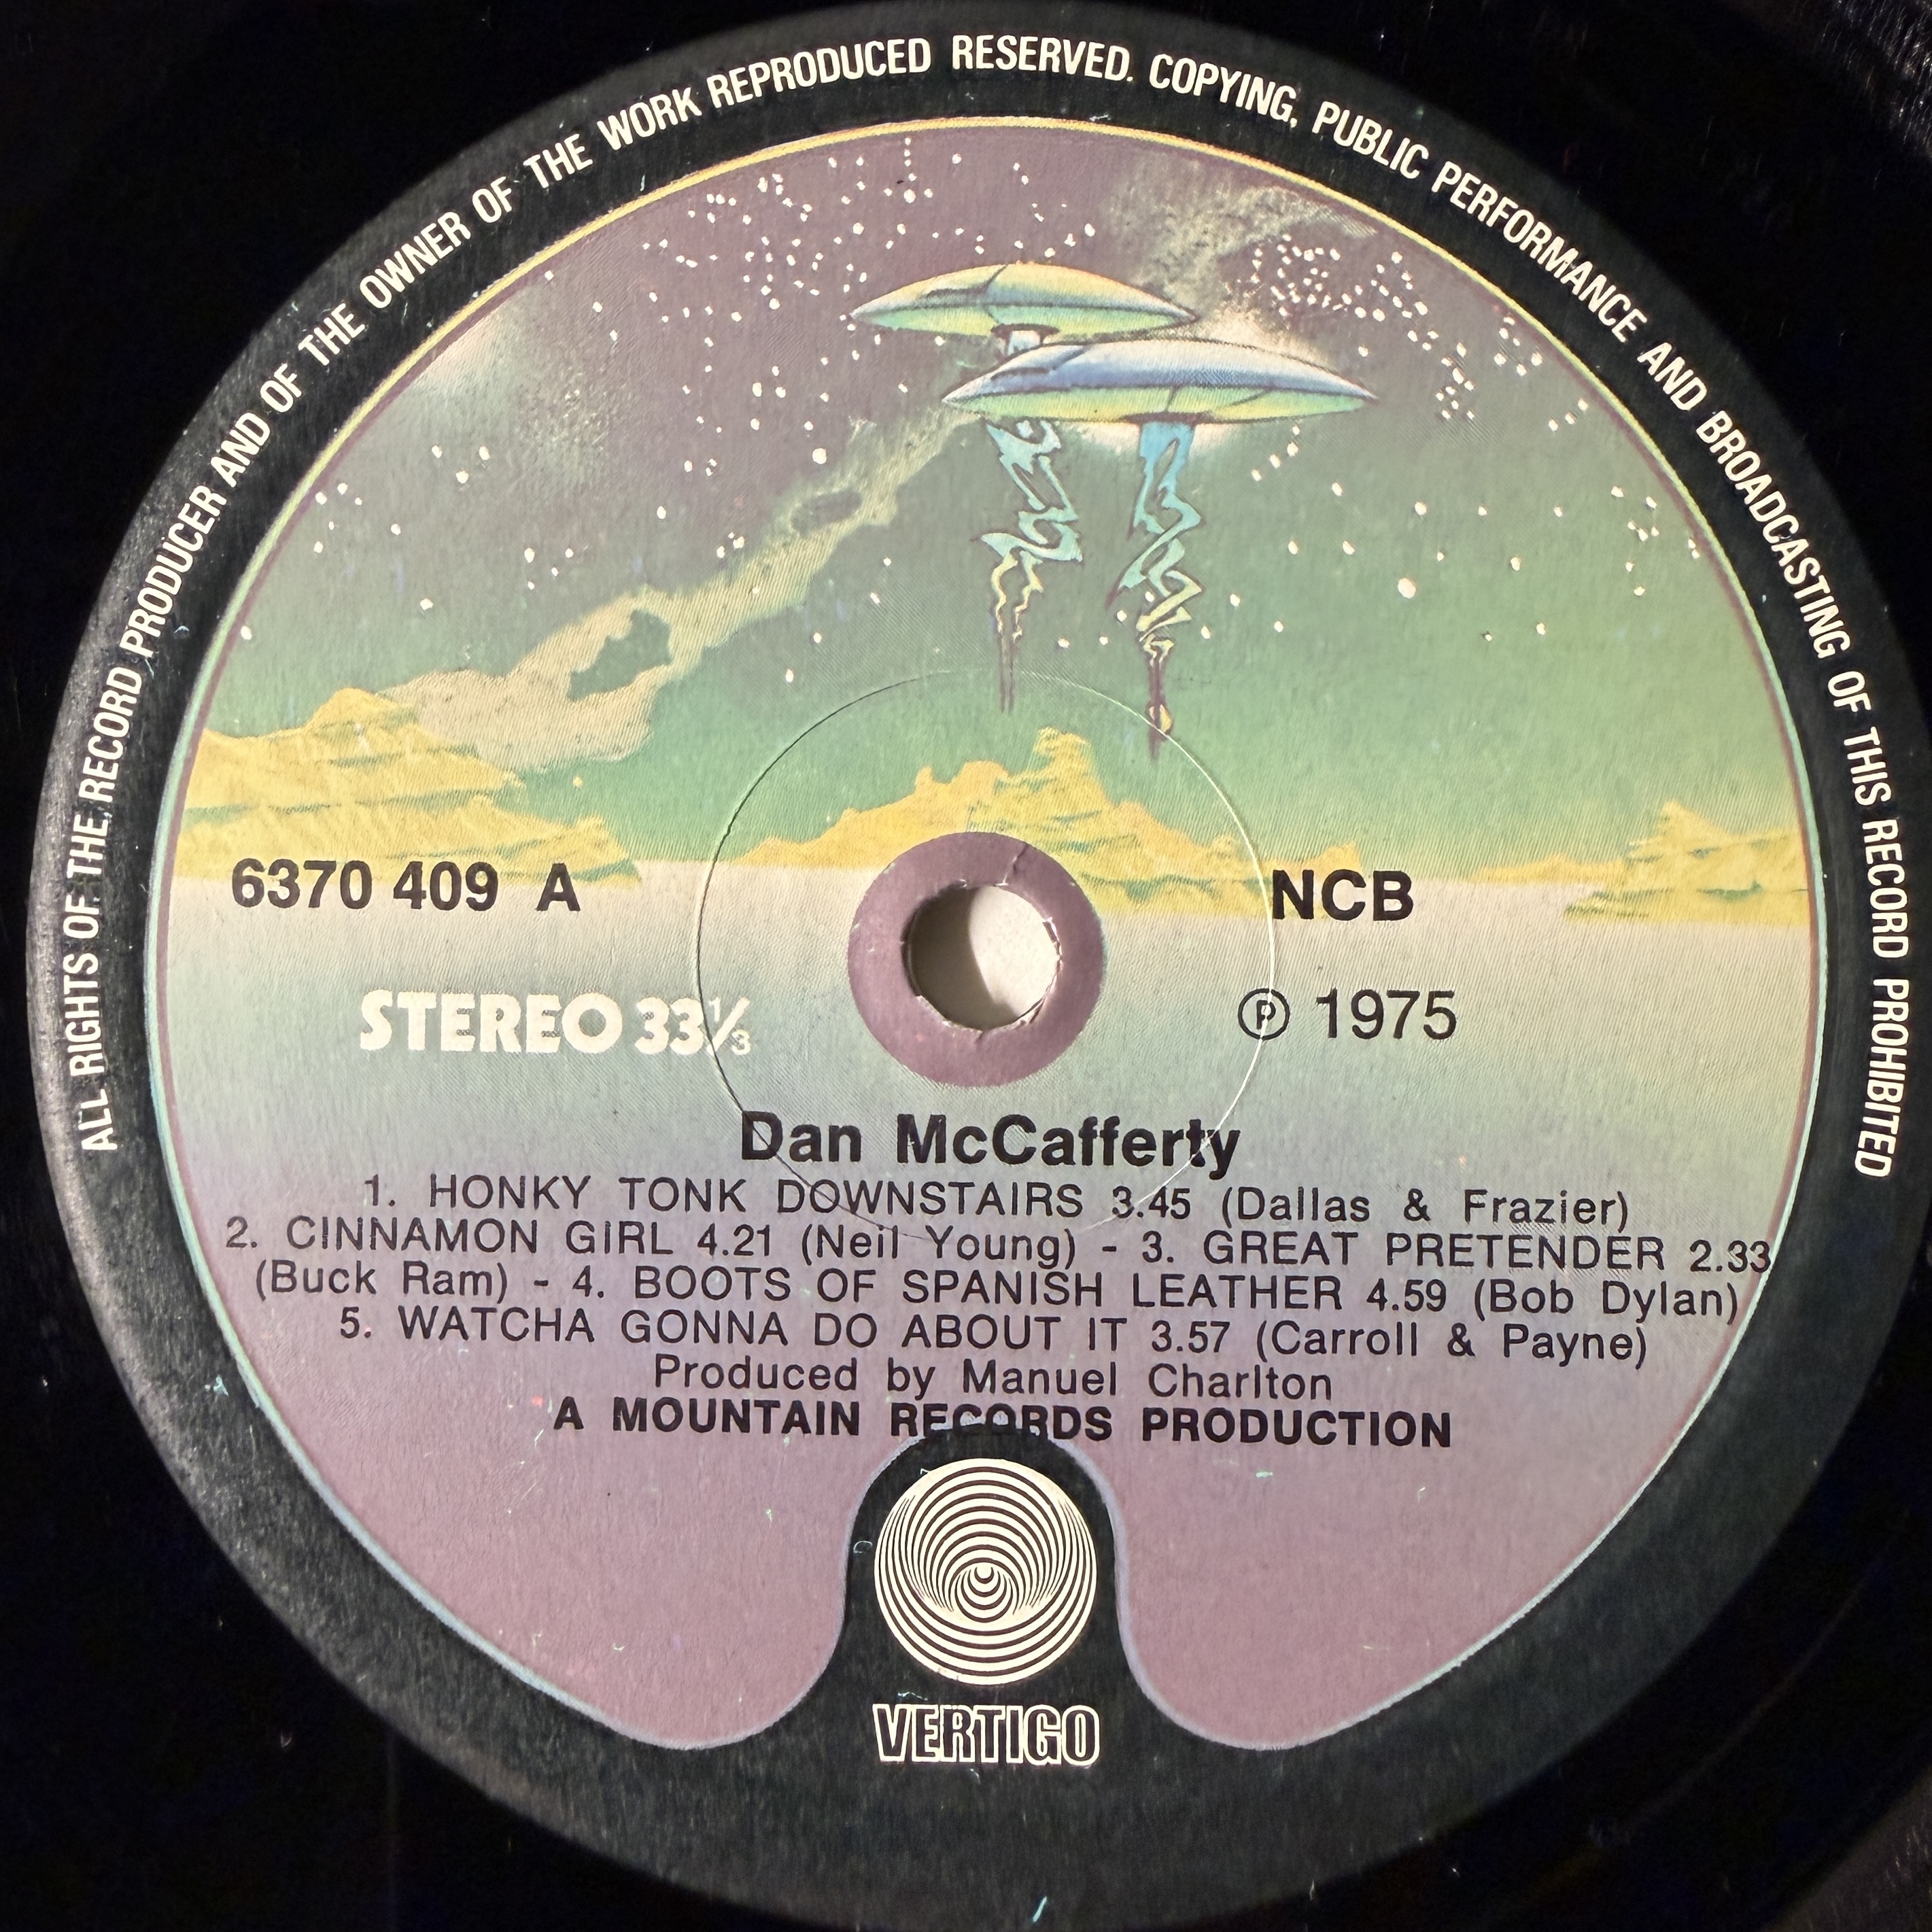 ALL RIGHTS OF THE RECORD PRODUCER AND OF THE OWNER OF THE WORK REPRODUCED RESERVED. COPYING, PUBLIC PERFORMANCE AND BROADCASTING OF THIS RECORD PROHIBITED
6370 409 A
NCB
STEREO 33⅓
℗ 1975
Dan McCafferty
1. HONKY TONK DOWNSTAIRS 3.45 (Dallas & Frazier)
2. CINNAMON GIRL 4.21 (Neil Young) - 3. GREAT PRETENDER 2.33
(Buck Ram) - 4. BOOTS OF SPANISH LEATHER 4.59 (Bob Dylan)
5. WATCHA GONNA DO ABOUT IT 3.57 (Carroll & Payne)
Produced by Manuel Charlton
A MOUNTAIN RECORDS PRODUCTION
VERTIGO